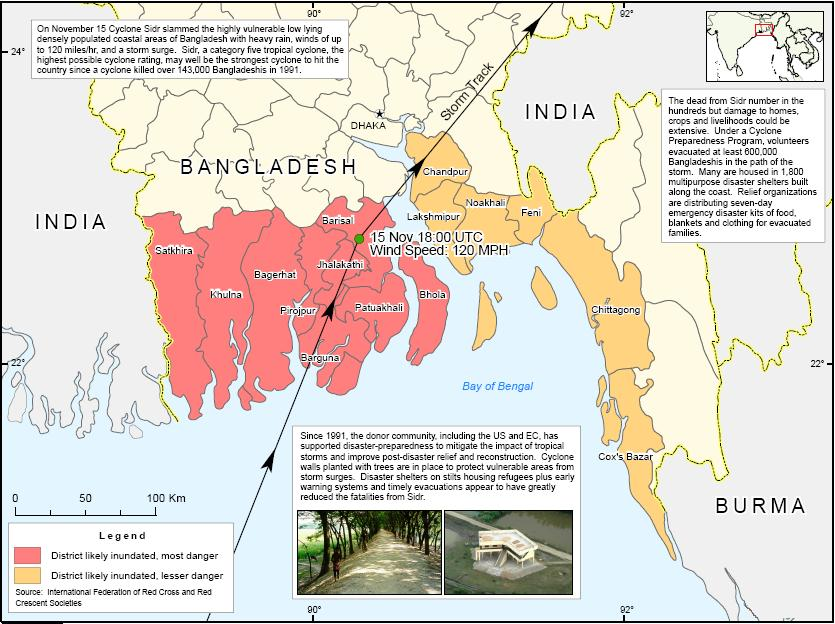 90°
92°
On November 15 Cyclone Sidr slammed the highly vulnerable low lying
densely populated coastal areas of Bangladesh with heavy rain, winds of up
to 120 miles/hr, and a storm surge. Sidr, a category five tropical cyclone, the
highest possible cyclone rating, may well be the strongest cyclone to hit the
country since a cyclone killed over 143,000 Bangladeshis in 1991.
24°
Storm Track
INDIA
The dead from Sidr number in the
hundreds but damage to homes,
crops and livelihoods could be
extensive. Under a Cyclone
Preparedness Program, volunteers
evacuated at least 600,000
Bangladeshis in the path of the
storm. Many are housed in 1,800
multipurpose disaster shelters built
along the coast. Relief organizations
are distributing seven-day
emergency disaster kits of food,
blankets and clothing for evacuated
families.
DHAKA
BANGLADESH
Chandpur
Noakhali
Feni
Lakshmipur
INDIA
Barisal
15 Nov 18:00 UTC
Wind Speed: 120 MPH
Satkhira
Jhalakathi
Bagerhat
Khulna
Bhola
Pirojpur
Patuakhali
Chittagong
Barguna
22°
22°
Bay of Bengal
Since 1991, the donor community, including the US and EC, has
supported disaster-preparedness to mitigate the impact of tropical
storms and improve post-disaster relief and reconstruction. Cyclone
walls planted with trees are in place to protect vulnerable areas from
storm surges. Disaster shelters on stilts housing refugees plus early
warning systems and timely evacuations appear to have greatly
reduced the fatalities from Sidr.
Cox's Bazar
BURMA
0 50 100 Km
Legend
District likely inundated, most danger
District likely inundated, lesser danger
Source: International Federation of Red Cross and Red
Crescent Societies
90°
92°